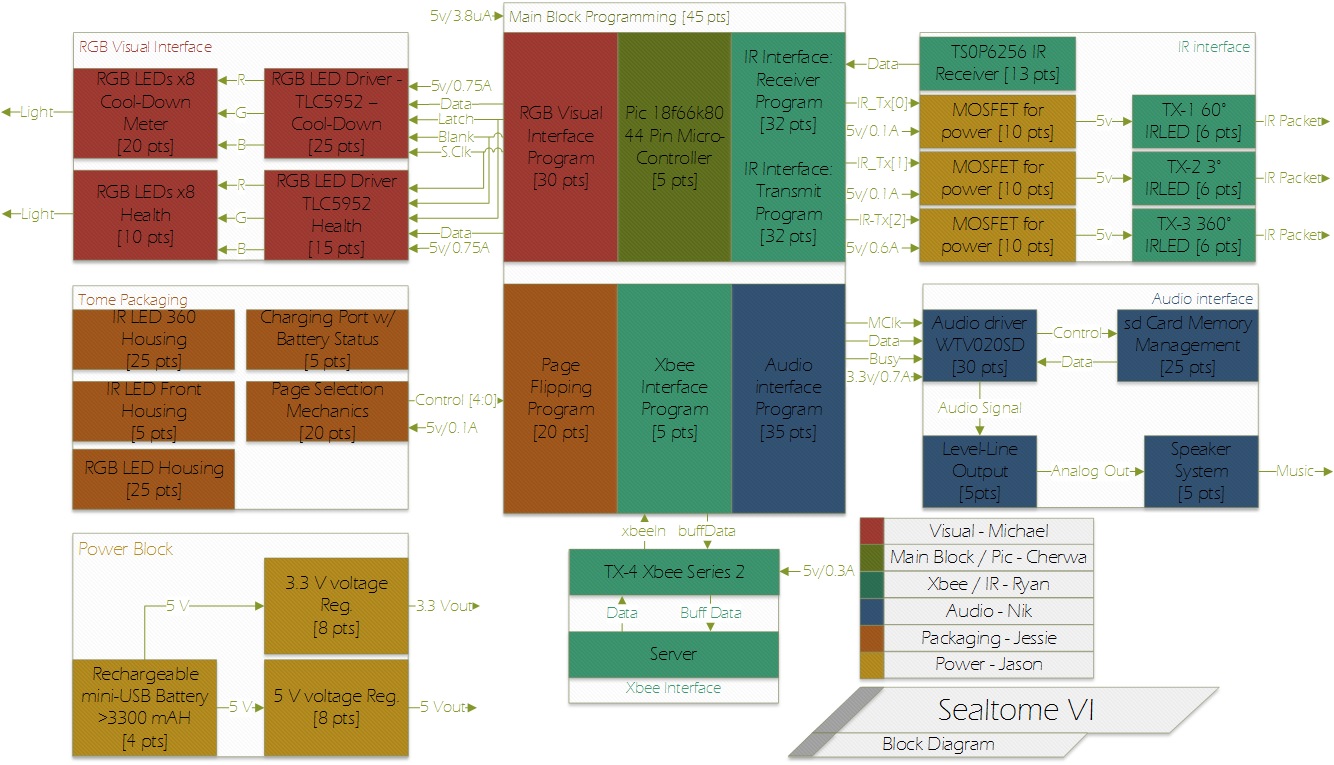 5v/3.8uA
Main Block Programming [45 pts]
RGB Visual Interface
RGB LEDs x8
Cool-Down
Meter
[20 pts]
R
G
B
RGB LED Driver -
TLC5952 –
Cool-Down
[25 pts]
5v/0.75A
Data
Latch
Blank
S.Clk
Light
RGB LEDs x8
Health
[10 pts]
R
G
B
RGB LED Driver
TLC5952
Health
[15 pts]
Data
5v/0.75A
Light
RGB Visual
Interface
Program
[30 pts]
Pic 18f66k80
44 Pin Micro-
Controller
[5 pts]
IR Interface:
Receiver
Program
[32 pts]
IR Interface:
Transmit
Program
[32 pts]
IR interface
Data
TS0P6256 IR
Receiver [13 pts]
IR_Tx[0]
5v/0.1A
MOSFET for
power [10 pts]
5v
TX-1 60°
IRLED [6 pts]
IR Packet
IR_Tx[1]
5v/0.1A
MOSFET for
power [10 pts]
5v
TX-2 3°
IRLED [6 pts]
IR Packet
IR-Tx[2]
5v/0.6A
MOSFET for
power [10 pts]
5v
TX-3 360°
IRLED [6 pts]
IR Packet
Tome Packaging
IR LED 360
Housing
[25 pts]
Charging Port w/
Battery Status
[5 pts]
IR LED Front
Housing
[5 pts]
Page Selection
Mechanics
[20 pts]
RGB LED Housing
[25 pts]
Control [4:0]
5v/0.1A
Page
Flipping
Program
[20 pts]
Xbee
Interface
Program
[5 pts]
Audio
interface
Program
[35 pts]
Audio interface
MClk
Data
Busy
3.3v/0.7A
Audio driver
WTV020SD
[30 pts]
Control
Data
sd Card Memory
Management
[25 pts]
Audio Signal
Level-Line
Output
[5pts]
Analog Out
Speaker
System
[5 pts]
Music
Power Block
3.3 V voltage
Reg.
[8 pts]
5 V
3.3 Vout
Rechargeable
mini-USB Battery
>3300 mAH
[4 pts]
5 V
5 V voltage Reg.
[8 pts]
5 Vout
xbeeIn
buffData
TX-4 Xbee Series 2
5v/0.3A
Data
Buff Data
Server
Xbee Interface
Visual - Michael
Main Block / Pic - Cherwa
Xbee / IR - Ryan
Audio - Nik
Packaging - Jessie
Power - Jason
Sealtome VI
Block Diagram